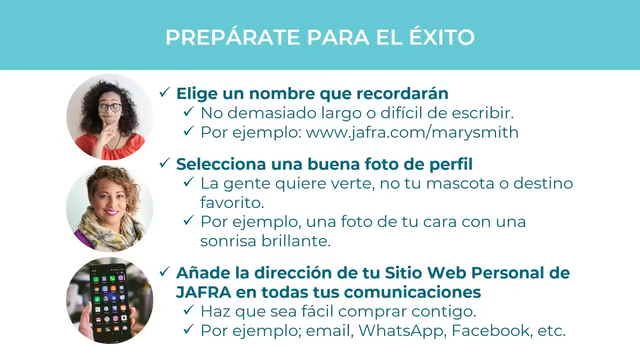 PREPÁRATE PARA EL ÉXITO
✓ Elige un nombre que recordarán
✓ No demasiado largo o difícil de escribir.
✓ Por ejemplo: www.jafra.com/marysmith
✓ Selecciona una buena foto de perfil
✓ La gente quiere verte, no tu mascota o destino
favorito.
✓ Por ejemplo, una foto de tu cara con una
sonrisa brillante.
✓ Añade la dirección de tu Sitio Web Personal de
JAFRA en todas tus comunicaciones
✓ Haz que sea fácil comprar contigo.
✓ Por ejemplo; email, WhatsApp, Facebook, etc.